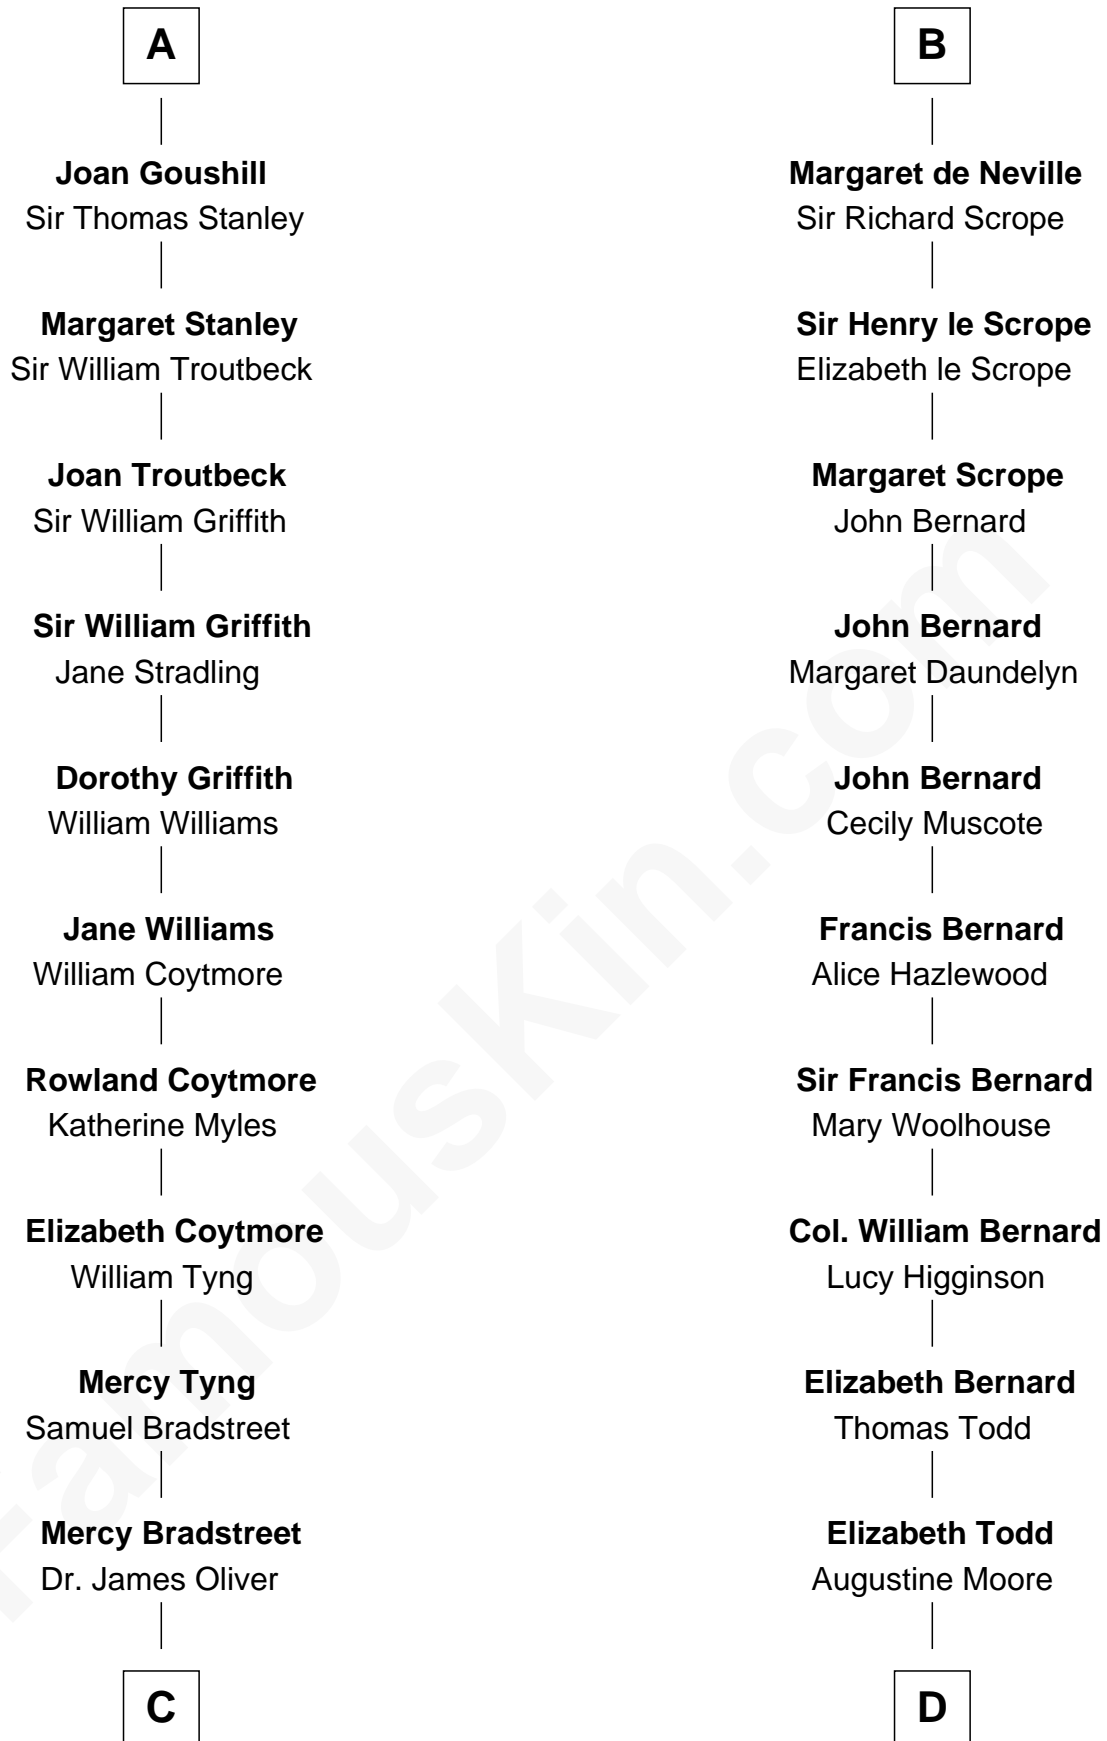 A
Joan Goushill
Sir Thomas Stanley
Margaret Stanley
Sir William Troutbeck
Joan Troutbeck
Sir William Griffith
Sir William Griffith
Jane Stradling
Dorothy Griffith
William Williams
Jane Williams
William Coytmore
Rowland Coytmore
Katherine Myles
Elizabeth Coytmore
William Tyng
Mercy Tyng
Samuel Bradstreet
Mercy Bradstreet
Dr. James Oliver
C
B
Margaret de Neville
Sir Richard Scrope
Sir Henry le Scrope
Elizabeth le Scrope
Margaret Scrope
John Bernard
John Bernard
Margaret Daundelyn
John Bernard
Cecily Muscote
Francis Bernard
Alice Hazlewood
Sir Francis Bernard
Mary Woolhouse
Col. William Bernard
Lucy Higginson
Elizabeth Bernard
Thomas Todd
Elizabeth Todd
Augustine Moore
D
FamousKin.com